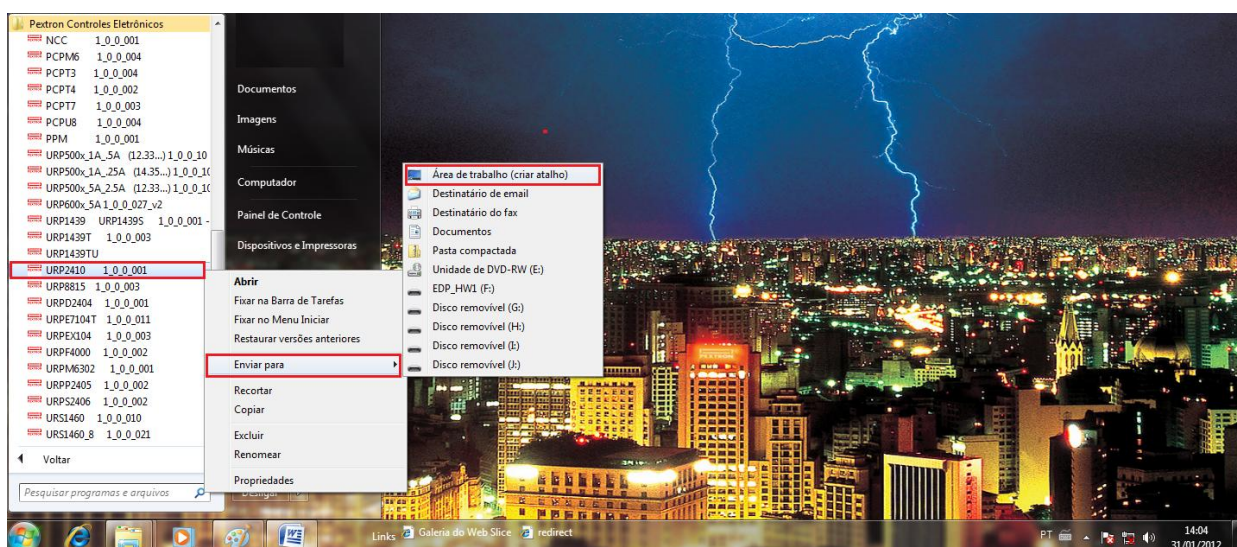 Pextron Controles Eletrônicos
NCC 1_0_0_001
PCPM6 1_0_0_004
PCPT3 1_0_0_004
PCPT4 1_0_0_002
PCPT7 1_0_0_003
PCPU8 1_0_0_004
PPM 1_0_0_001
URP500x_1A_.5A (12.33...) 1_0_0_10
URP500x_1A_.25A (14.35...) 1_0_0_10
URP500x_5A_2.5A (12.33...) 1_0_0_10
URP600x_5A 1_0_0_027_v2
URP1439 URP1439S 1_0_0_001 -
URP1439T 1_0_0_003
URP1439TU
URP2410 1_0_0_001
URP8815 1_0_0_003
URPD2404 1_0_0_001
URPE7104T 1_0_0_011
URPEX104 1_0_0_003
URPF4000 1_0_0_002
URPM6302 1_0_0_001
URPP2405 1_0_0_002
URPS2406 1_0_0_002
URS1460 1_0_0_010
URS1460_8 1_0_0_021
Voltar
Pesquisar programas e arquivos
Documentos
Imagens
Músicas
Computador
Painel de Controle
Dispositivos e Impressoras
Desligar
Abrir
Fixar na Barra de Tarefas
Fixar no Menu Iniciar
Restaurar versões anteriores
Enviar para
Recortar
Copiar
Excluir
Renomear
Propriedades
Área de trabalho (criar atalho)
Destinatário de email
Destinatário do fax
Documentos
Pasta compactada
Unidade de DVD-RW (E:)
EDP_HW1 (F:)
Disco removível (G:)
Disco removível (H:)
Disco removível (I:)
Disco removível (J:)
PEXTRON
Links Galeria do Web Slice redirect
PT
14:04
31/01/2012